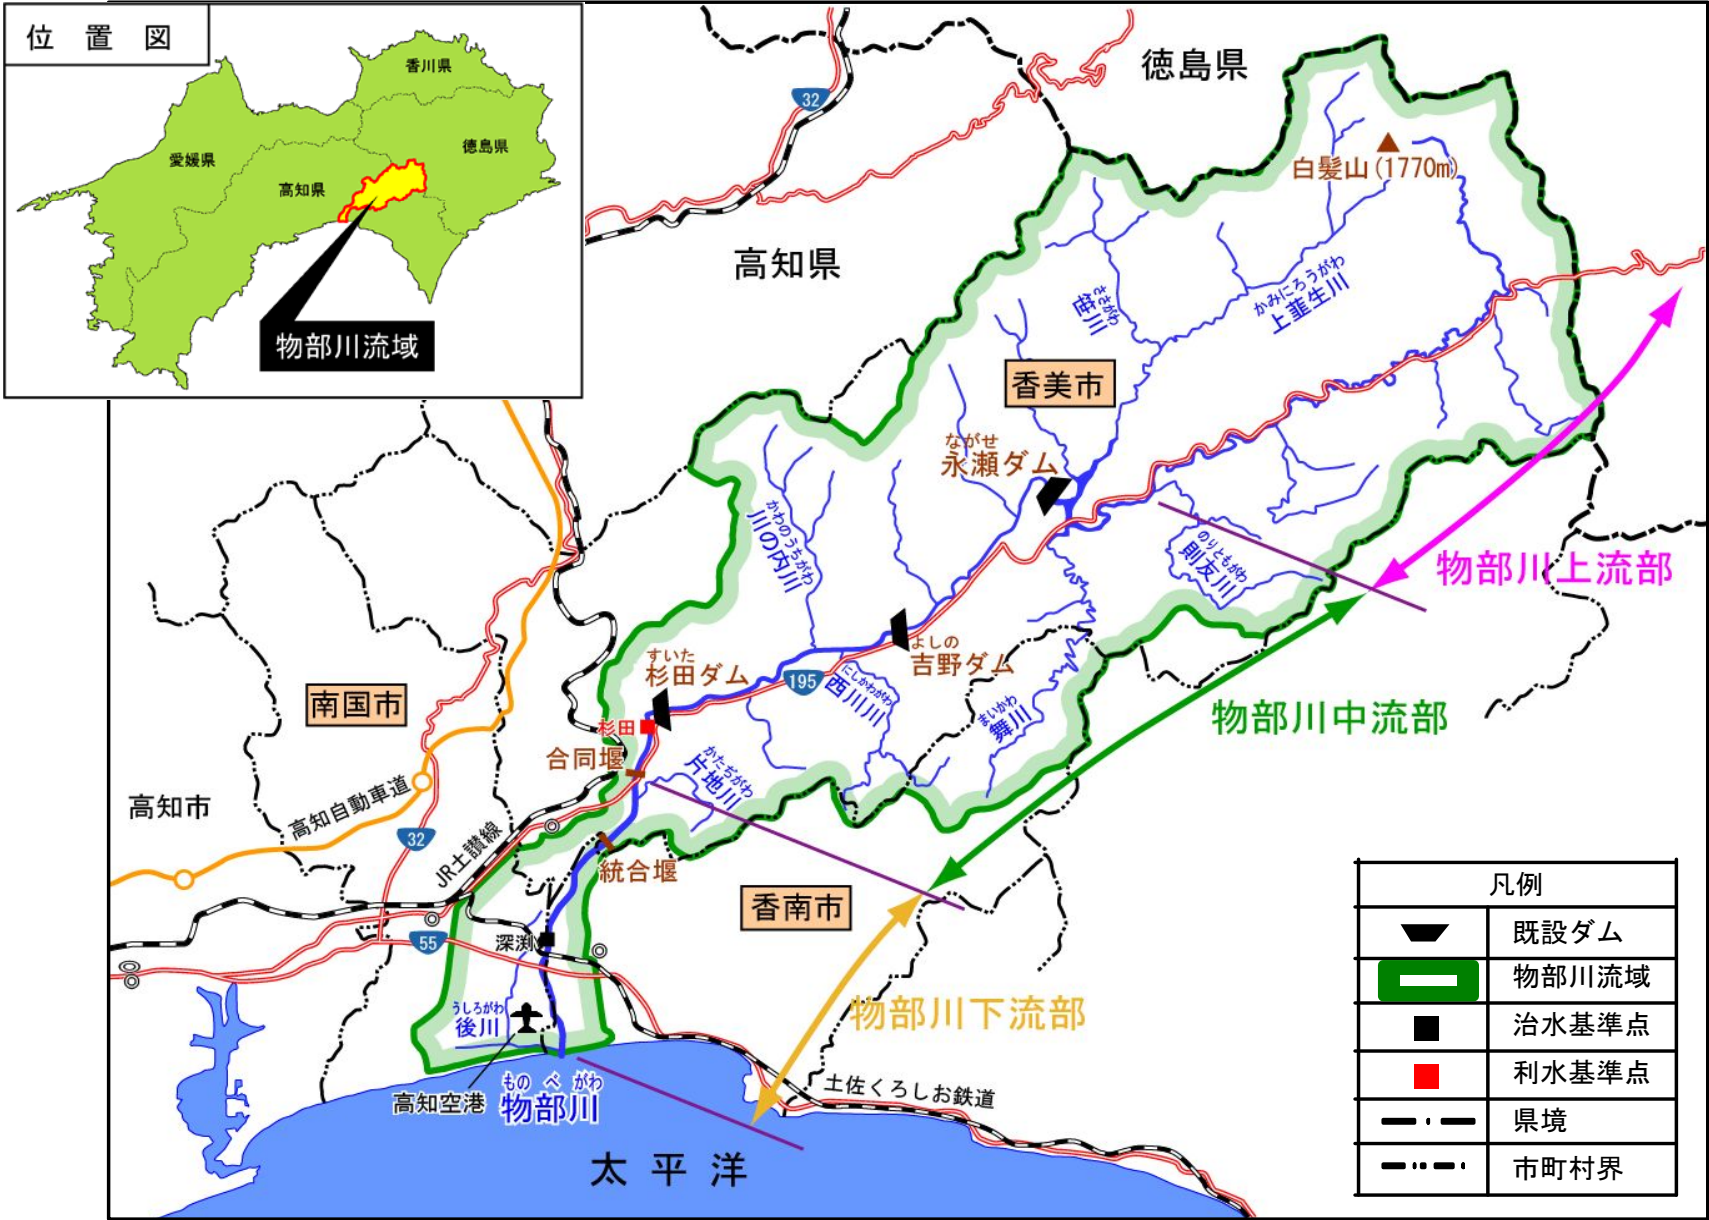 位置図
香川県
愛媛県
徳島県
高知県
物部川流域
徳島県
32
白髪山(1770m)
高知県
かみにろうがわ
上韮生川
ささがわ
笹川
香美市
ながせ
永瀬ダム
かわのうちがわ
川の内川
のりともがわ
則友川
物部川上流部
よしの
吉野ダム
すいた
杉田ダム
195
にしかわがわ
西川川
まいかわ
舞川
物部川中流部
南国市
杉田
合同堰
かたぢがわ
片地川
高知市
高知自動車道
32
JR土讃線
統合堰
香南市
55
深渕
うしろがわ
後川
物部川下流部
高知空港
もの べ がわ
物部川
土佐くろしお鉄道
太平洋
凡例
既設ダム
物部川流域
治水基準点
利水基準点
県境
市町村界